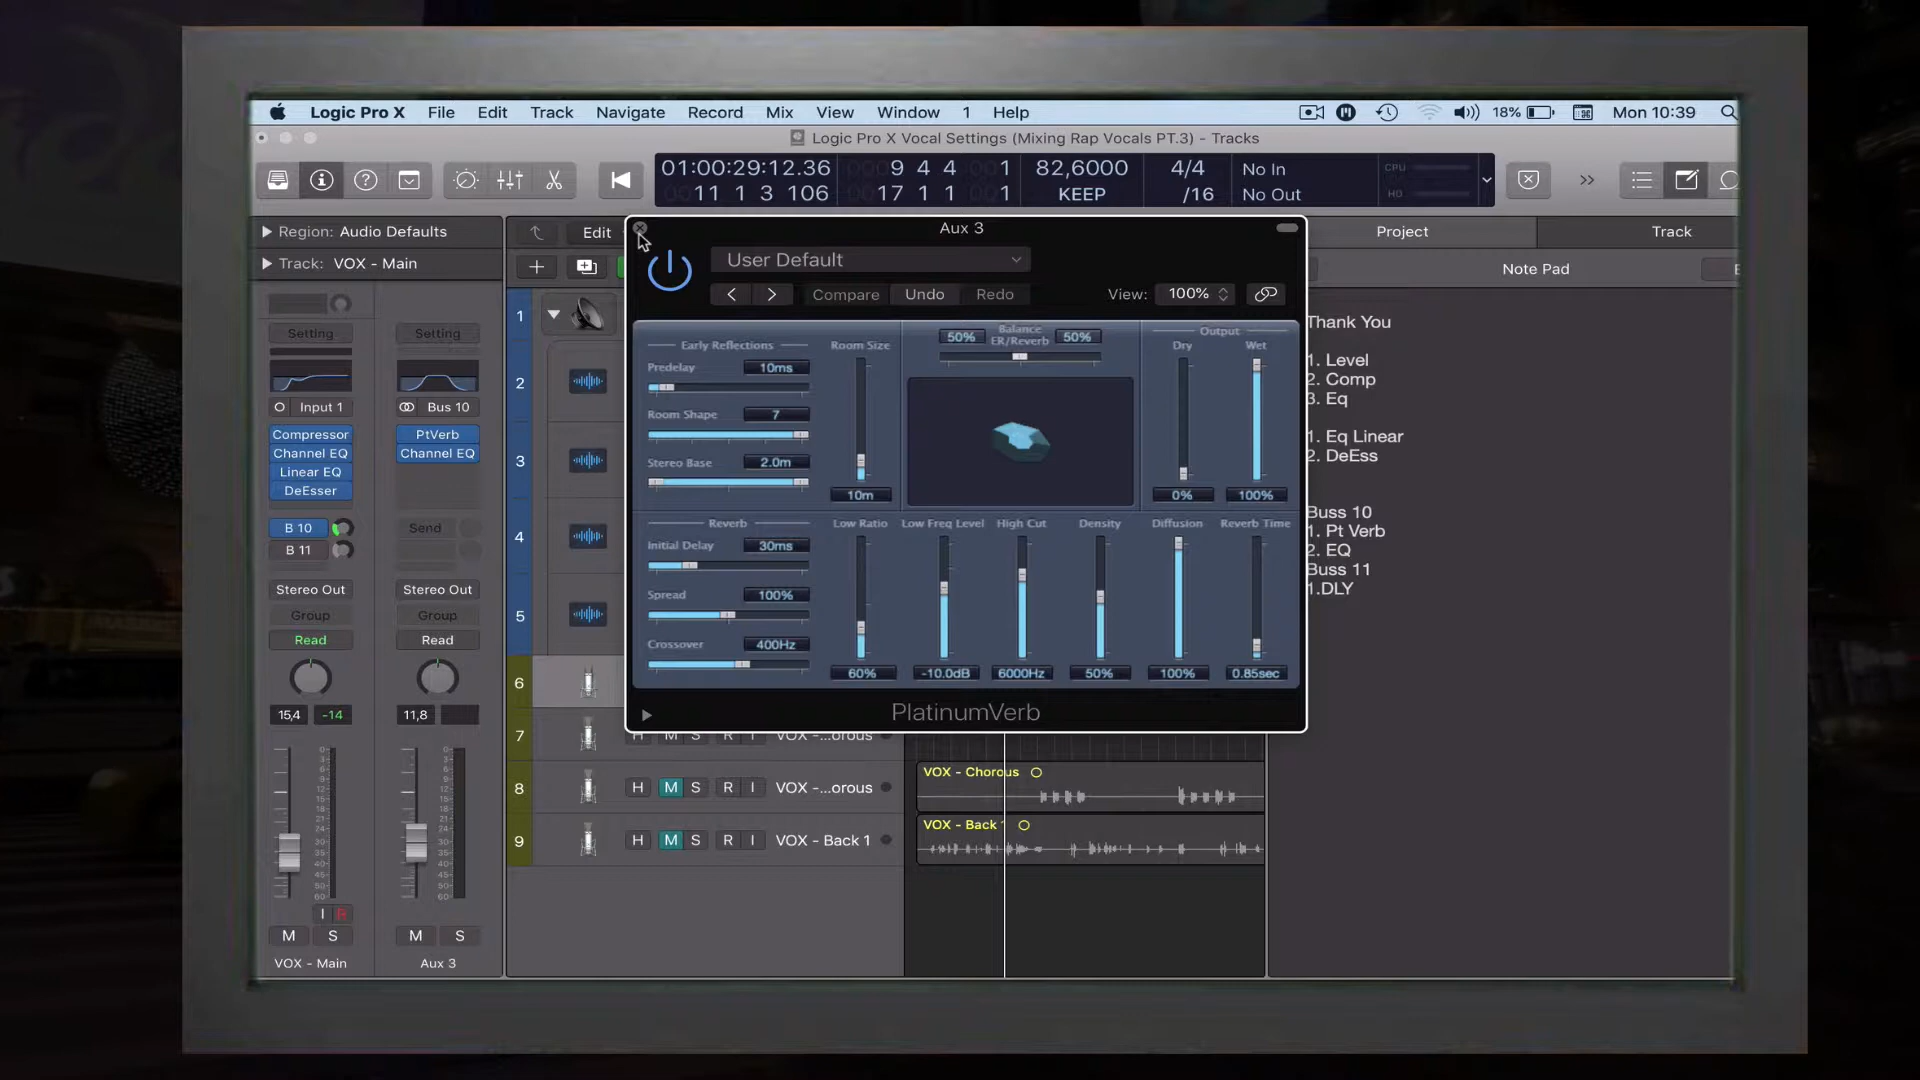 Logic Pro X File Edit Track Navigate Record Mix View Window 1 Help 18% Mon 10:39
Logic Pro X Vocal Settings (Mixing Rap Vocals PT.3) - Tracks
01:00:29:12.36 9 4 4 1 82,6000 4/4 No In CPU
11 1 3 106 17 1 1 1 KEEP /16 No Out HD
Region: Audio Defaults
Track: VOX - Main
Edit
Setting Setting
Input 1 Bus 10
Compressor PtVerb
Channel EQ Channel EQ
Linear EQ
DeEsser
B 10 Send
B 11
Stereo Out Stereo Out
Group Group
Read Read
15,4 -14 11,8
I R
M S M S
VOX - Main Aux 3
1
2
3
4
5
6
7
8
9
Aux 3
User Default
Compare Undo Redo View: 100%
Early Reflections Room Size 50% Balance ER/Reverb 50% Output
Predelay 10ms Dry Wet
Room Shape 7
Stereo Base 2.0m
10m 0% 100%
Reverb Low Ratio Low Freq Level High Cut Density Diffusion Reverb Time
Initial Delay 30ms
Spread 100%
Crossover 400Hz
60% -10.0dB 6000Hz 50% 100% 0.85sec
PlatinumVerb
H M S R I VOX -...orous
H M S R I VOX -...orous
H M S R I VOX - Back 1
VOX - Chorous
VOX - Back
Project Track
Note Pad
Thank You
1. Level
2. Comp
3. Eq
1. Eq Linear
2. DeEss
Buss 10
1. Pt Verb
2. EQ
Buss 11
1.DLY